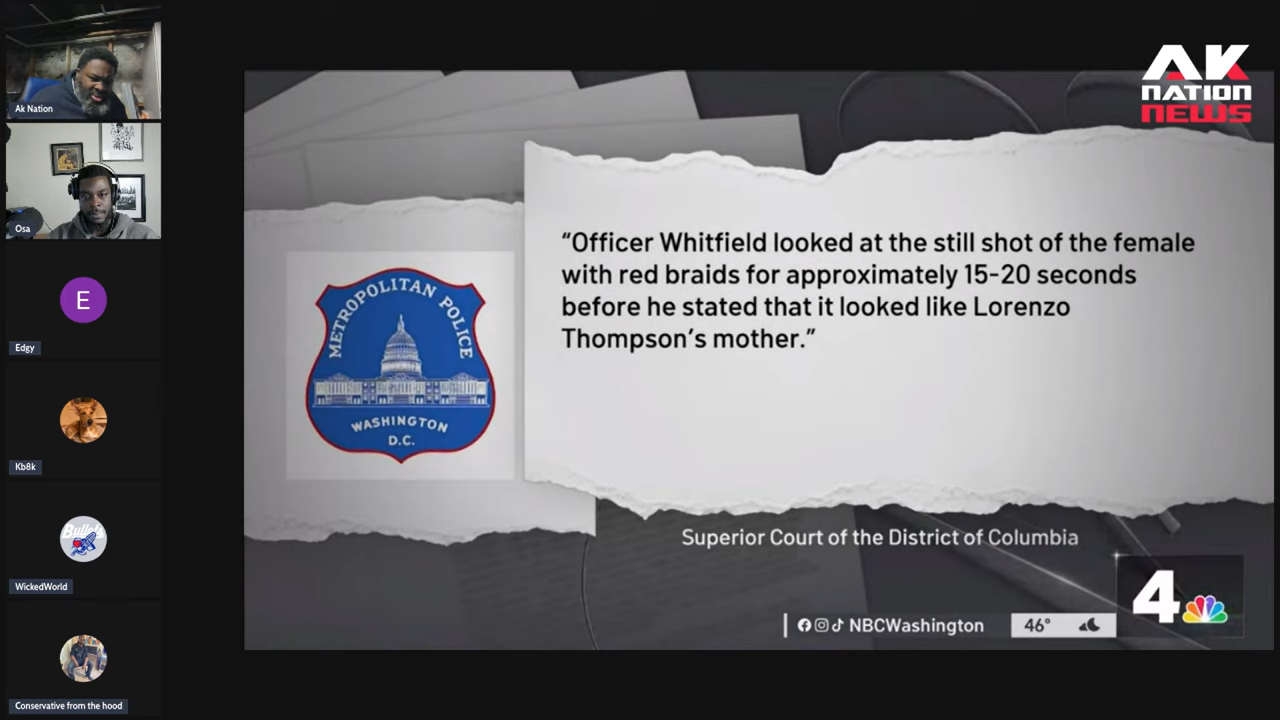 Ak Nation
Osa
E
Edgy
Kb8k
Bullets
WickedWorld
Conservative from the hood
AK
NATION
NEWS
METROPOLITAN POLICE
WASHINGTON
D.C.
“Officer Whitfield looked at the still shot of the female
with red braids for approximately 15-20 seconds
before he stated that it looked like Lorenzo
Thompson’s mother.”
Superior Court of the District of Columbia
NBCWashington
46°
4